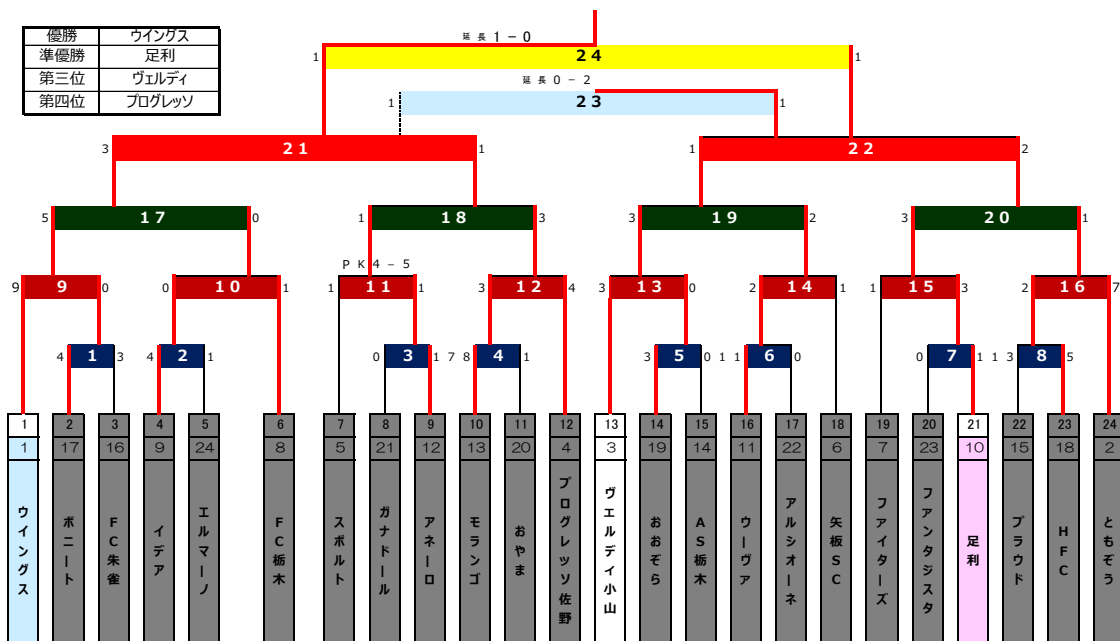 優勝 ウイングス
準優勝 足利
第三位 ヴェルディ
第四位 プログレッソ
延長1-0
1 24 1
延長0-2
1 23 1
3 21 1 1 22 2
5 17 0 1 18 3 3 19 2 3 20 1
PK4-5
9 9 0 0 10 1 1 11 1 3 12 4 3 13 0 2 14 1 1 15 3 2 16 7
4 1 3 4 2 1 0 3 1 7 8 4 1 3 5 0 1 1 6 0 0 7 1 1 1 3 8 5
1 2 3 4 5 6 7 8 9 10 11 12 13 14 15 16 17 18 19 20 21 22 23 24
1 17 16 9 24 8 5 21 12 13 20 4 3 19 14 11 22 6 7 23 10 15 18 2
ウイングス
ボニート
FC朱雀
イデア
エルマーノ
FC栃木
スポルト
ガナドール
アネーロ
モランゴ
おやま
プログレッソ佐野
ヴェルディ小山
おおぞら
AS栃木
ウーヴァ
アルシオーネ
矢板SC
ファイターズ
ファンタジスタ
足利
プラウド
HFC
ともぞう